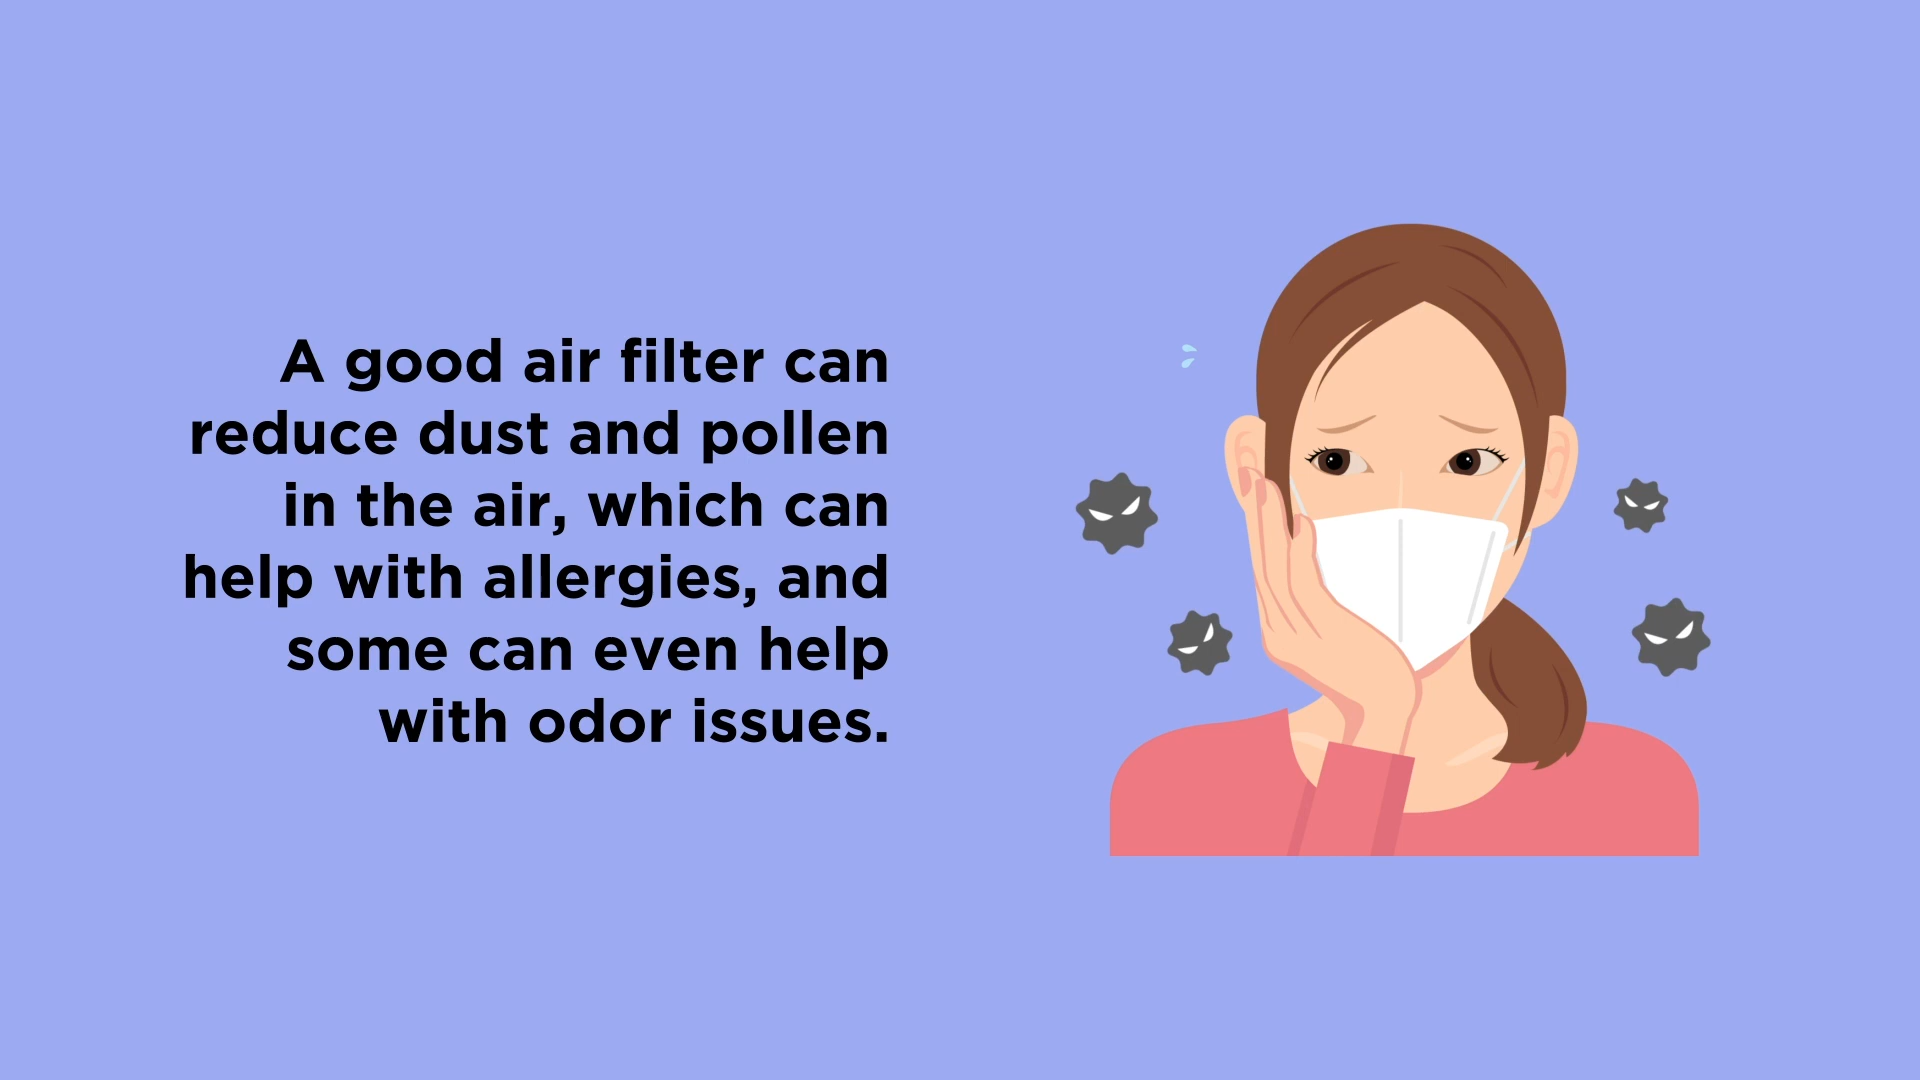 A good air filter can
reduce dust and pollen
in the air, which can
help with allergies, and
some can even help
with odor issues.